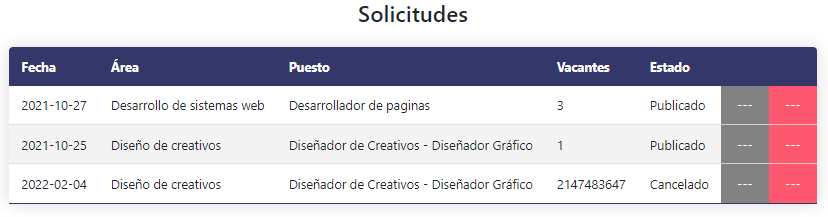 Solicitudes
Fecha Área Puesto Vacantes Estado
2021-10-27 Desarrollo de sistemas web Desarrollador de paginas 3 Publicado --- ---
2021-10-25 Diseño de creativos Diseñador de Creativos - Diseñador Gráfico 1 Publicado --- ---
2022-02-04 Diseño de creativos Diseñador de Creativos - Diseñador Gráfico 2147483647 Cancelado --- ---